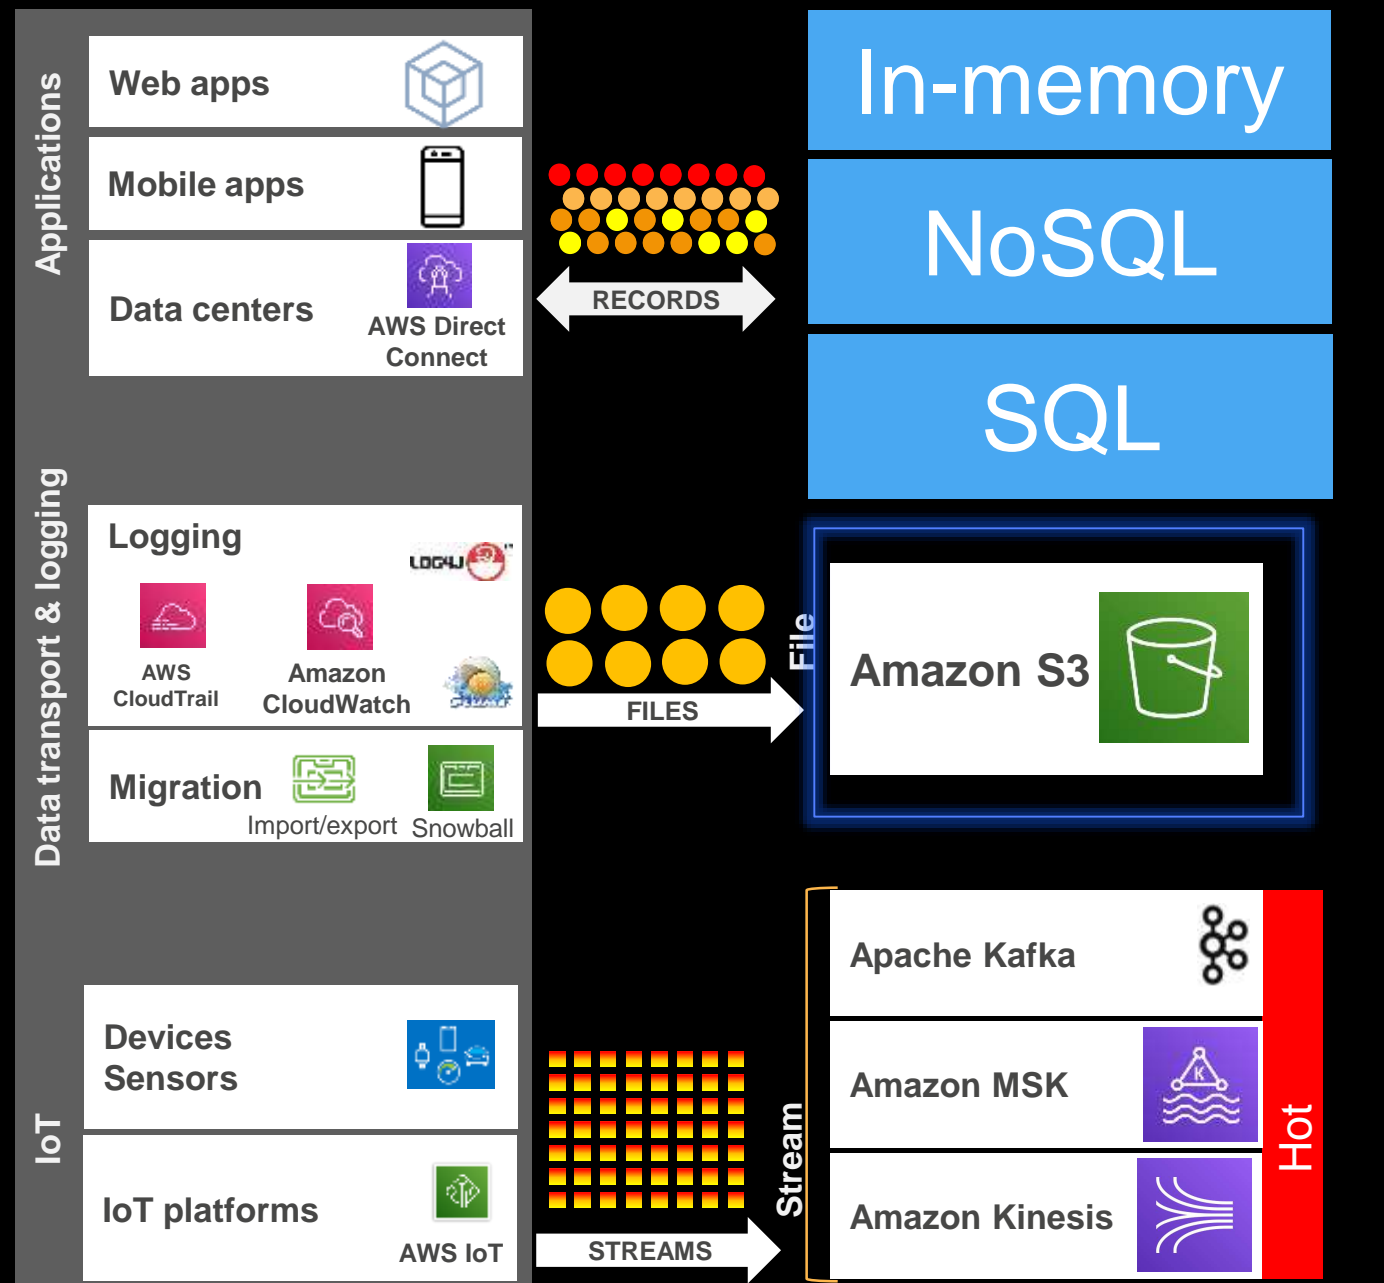 Applications
Web apps
Mobile apps
Data centers
AWS Direct
Connect
RECORDS
In-memory
NoSQL
SQL
Data transport & logging
Logging
LOG4J
AWS
CloudTrail
Amazon
CloudWatch
Migration
Import/export
Snowball
FILES
File
Amazon S3
IoT
Devices
Sensors
IoT platforms
AWS IoT
STREAMS
Stream
Apache Kafka
Amazon MSK
K
Amazon Kinesis
Hot